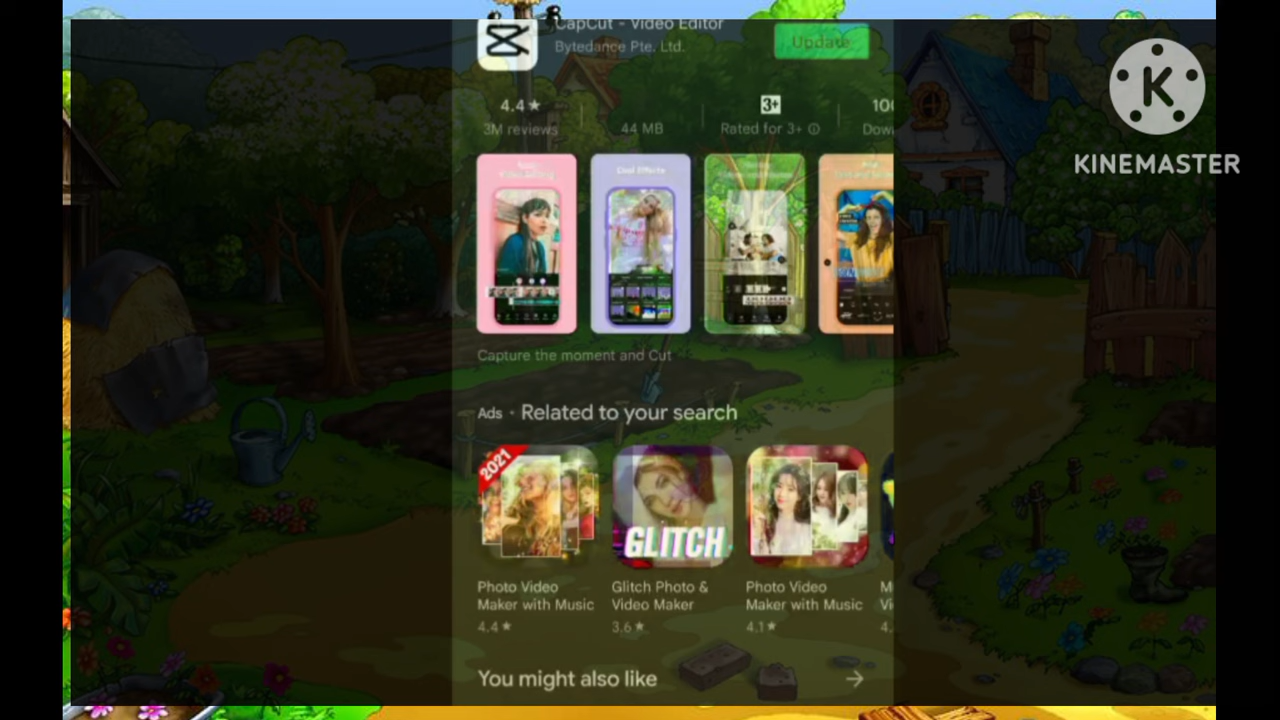 CapCut - Video Editor
Bytedance Pte. Ltd.
Update
KINEMASTER
4.4★
3M reviews
44 MB
3+
Rated for 3+
Cool Effects
Capture the moment and Cut
Ads • Related to your search
2021
GLITCH
Photo Video
Maker with Music
4.4★
Glitch Photo &
Video Maker
3.6★
Photo Video
Maker with Music
4.1★
You might also like